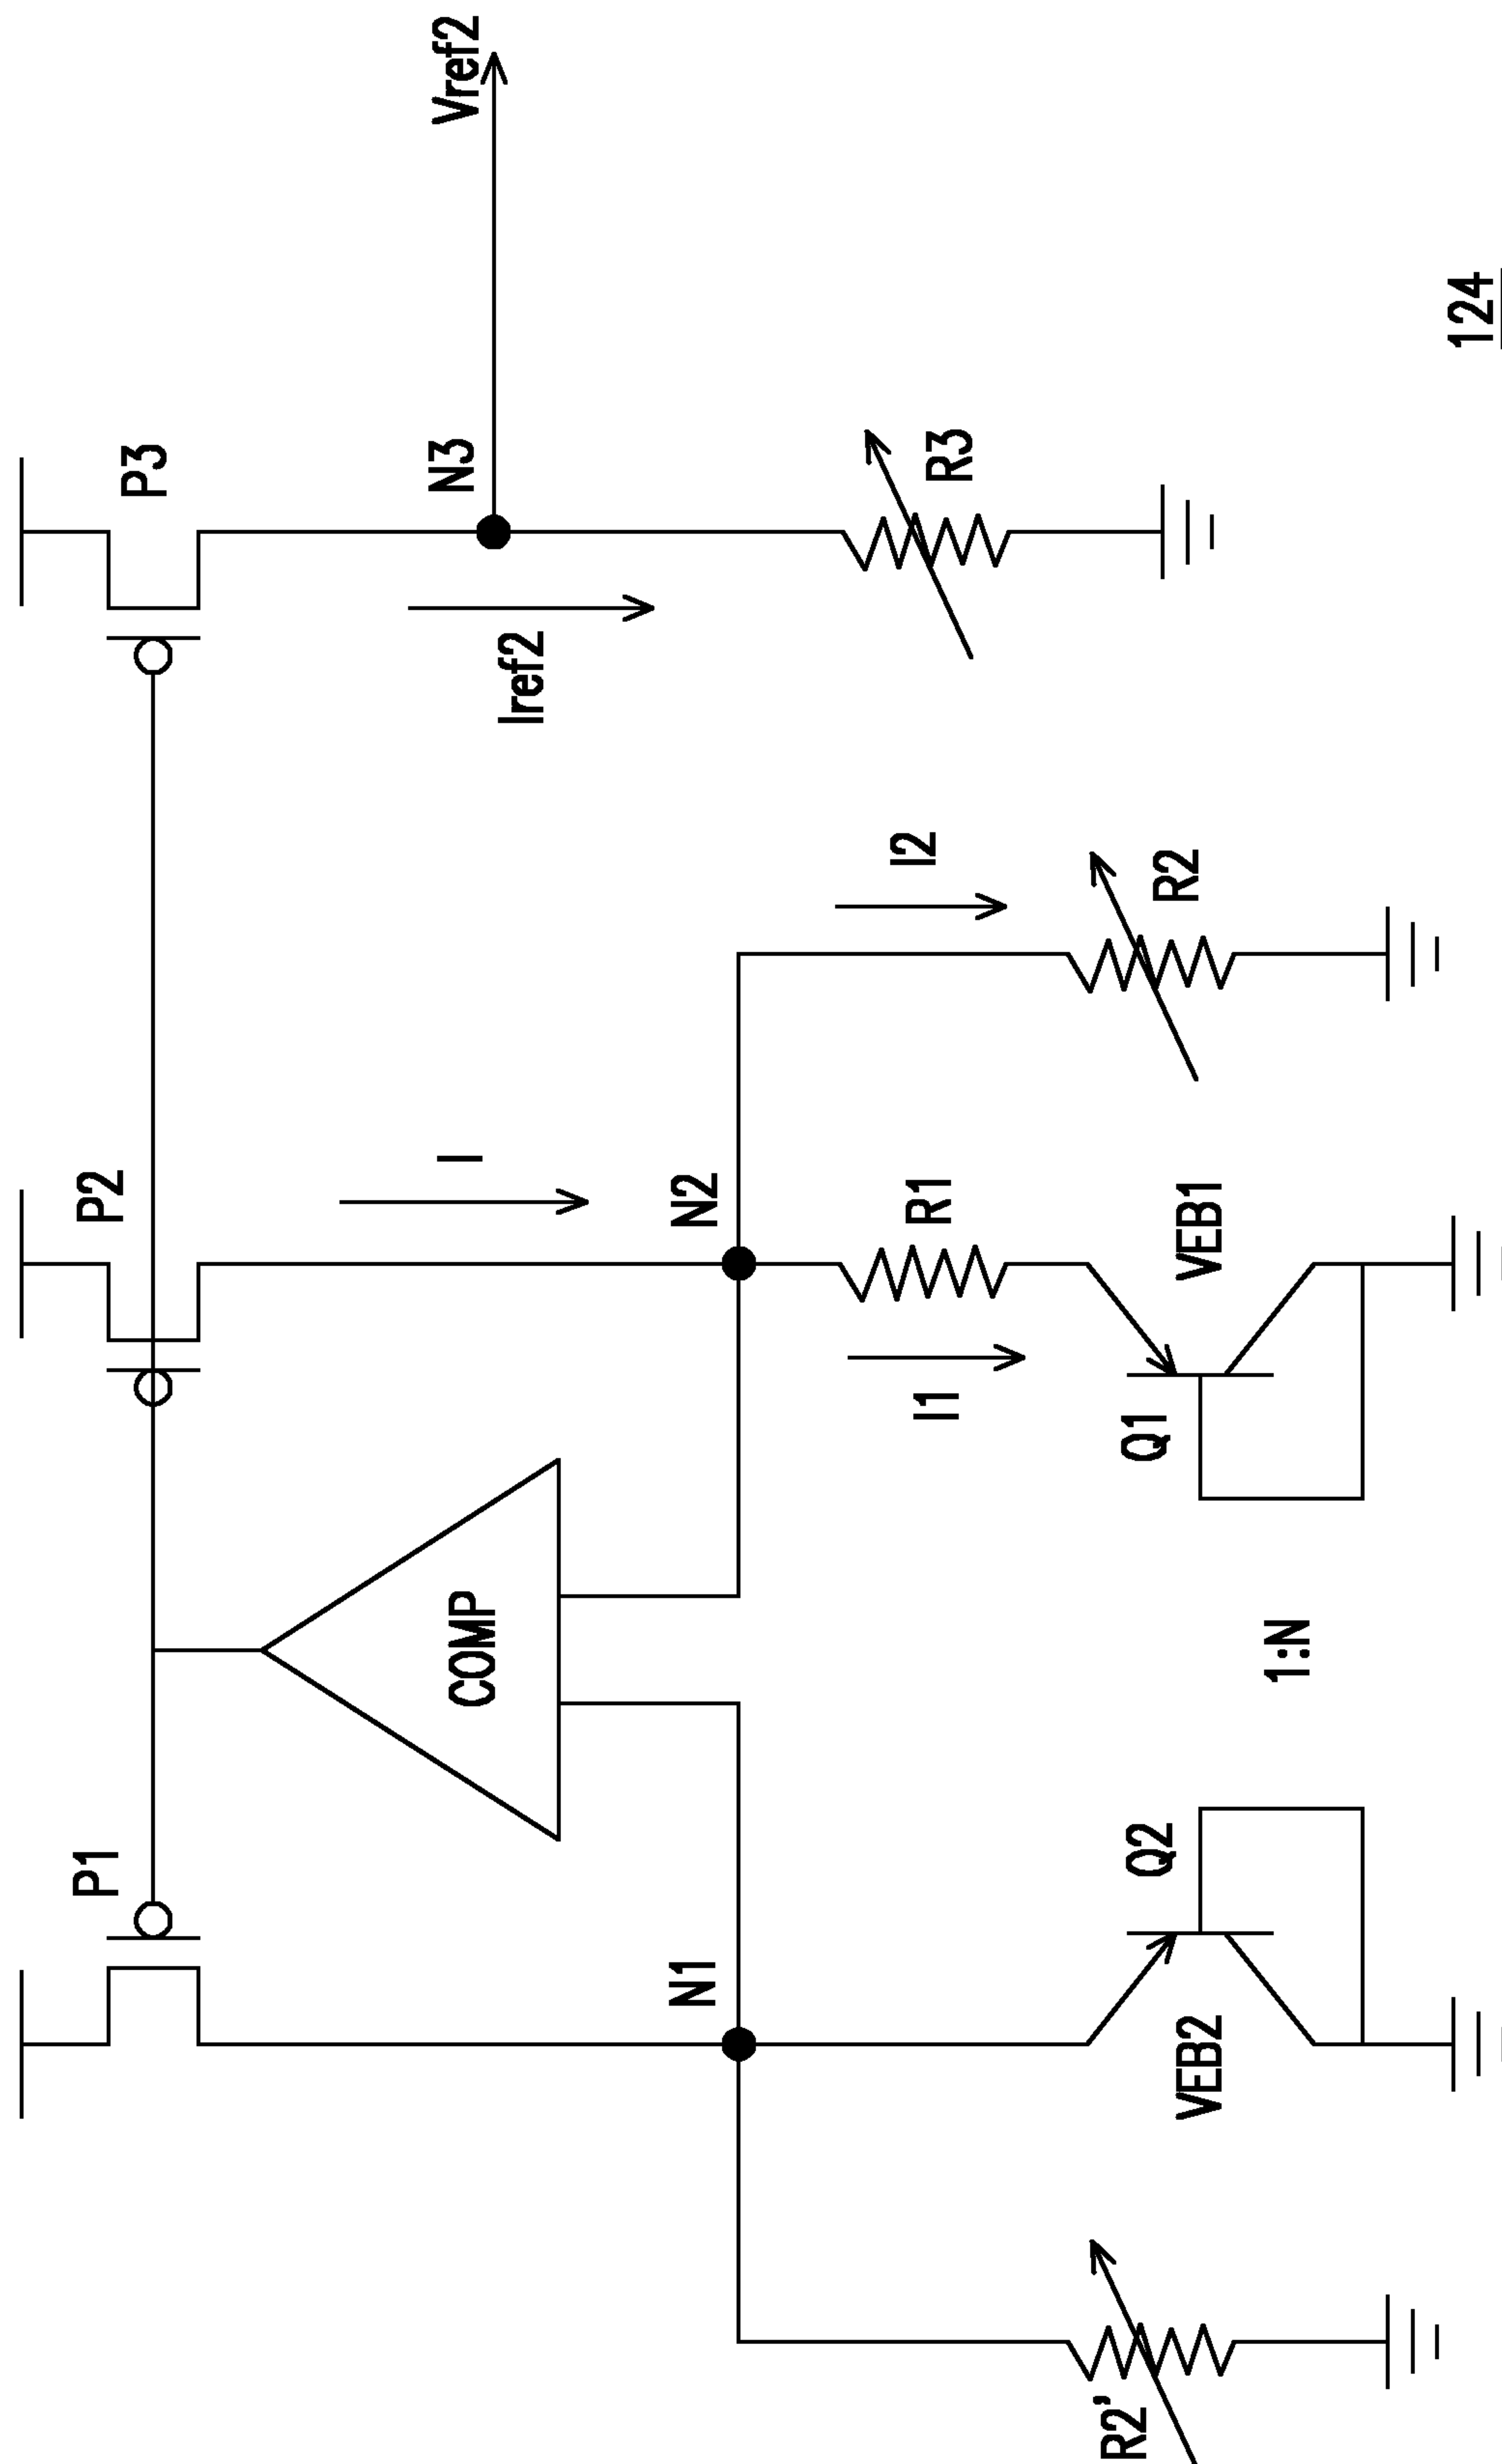 P1
P2
P3
COMP
I
N1
N2
N3
Vref2
Iref2
R2'
VEB2
Q2
1:N
Q1
VEB1
I1
R1
I2
R2
R3
124